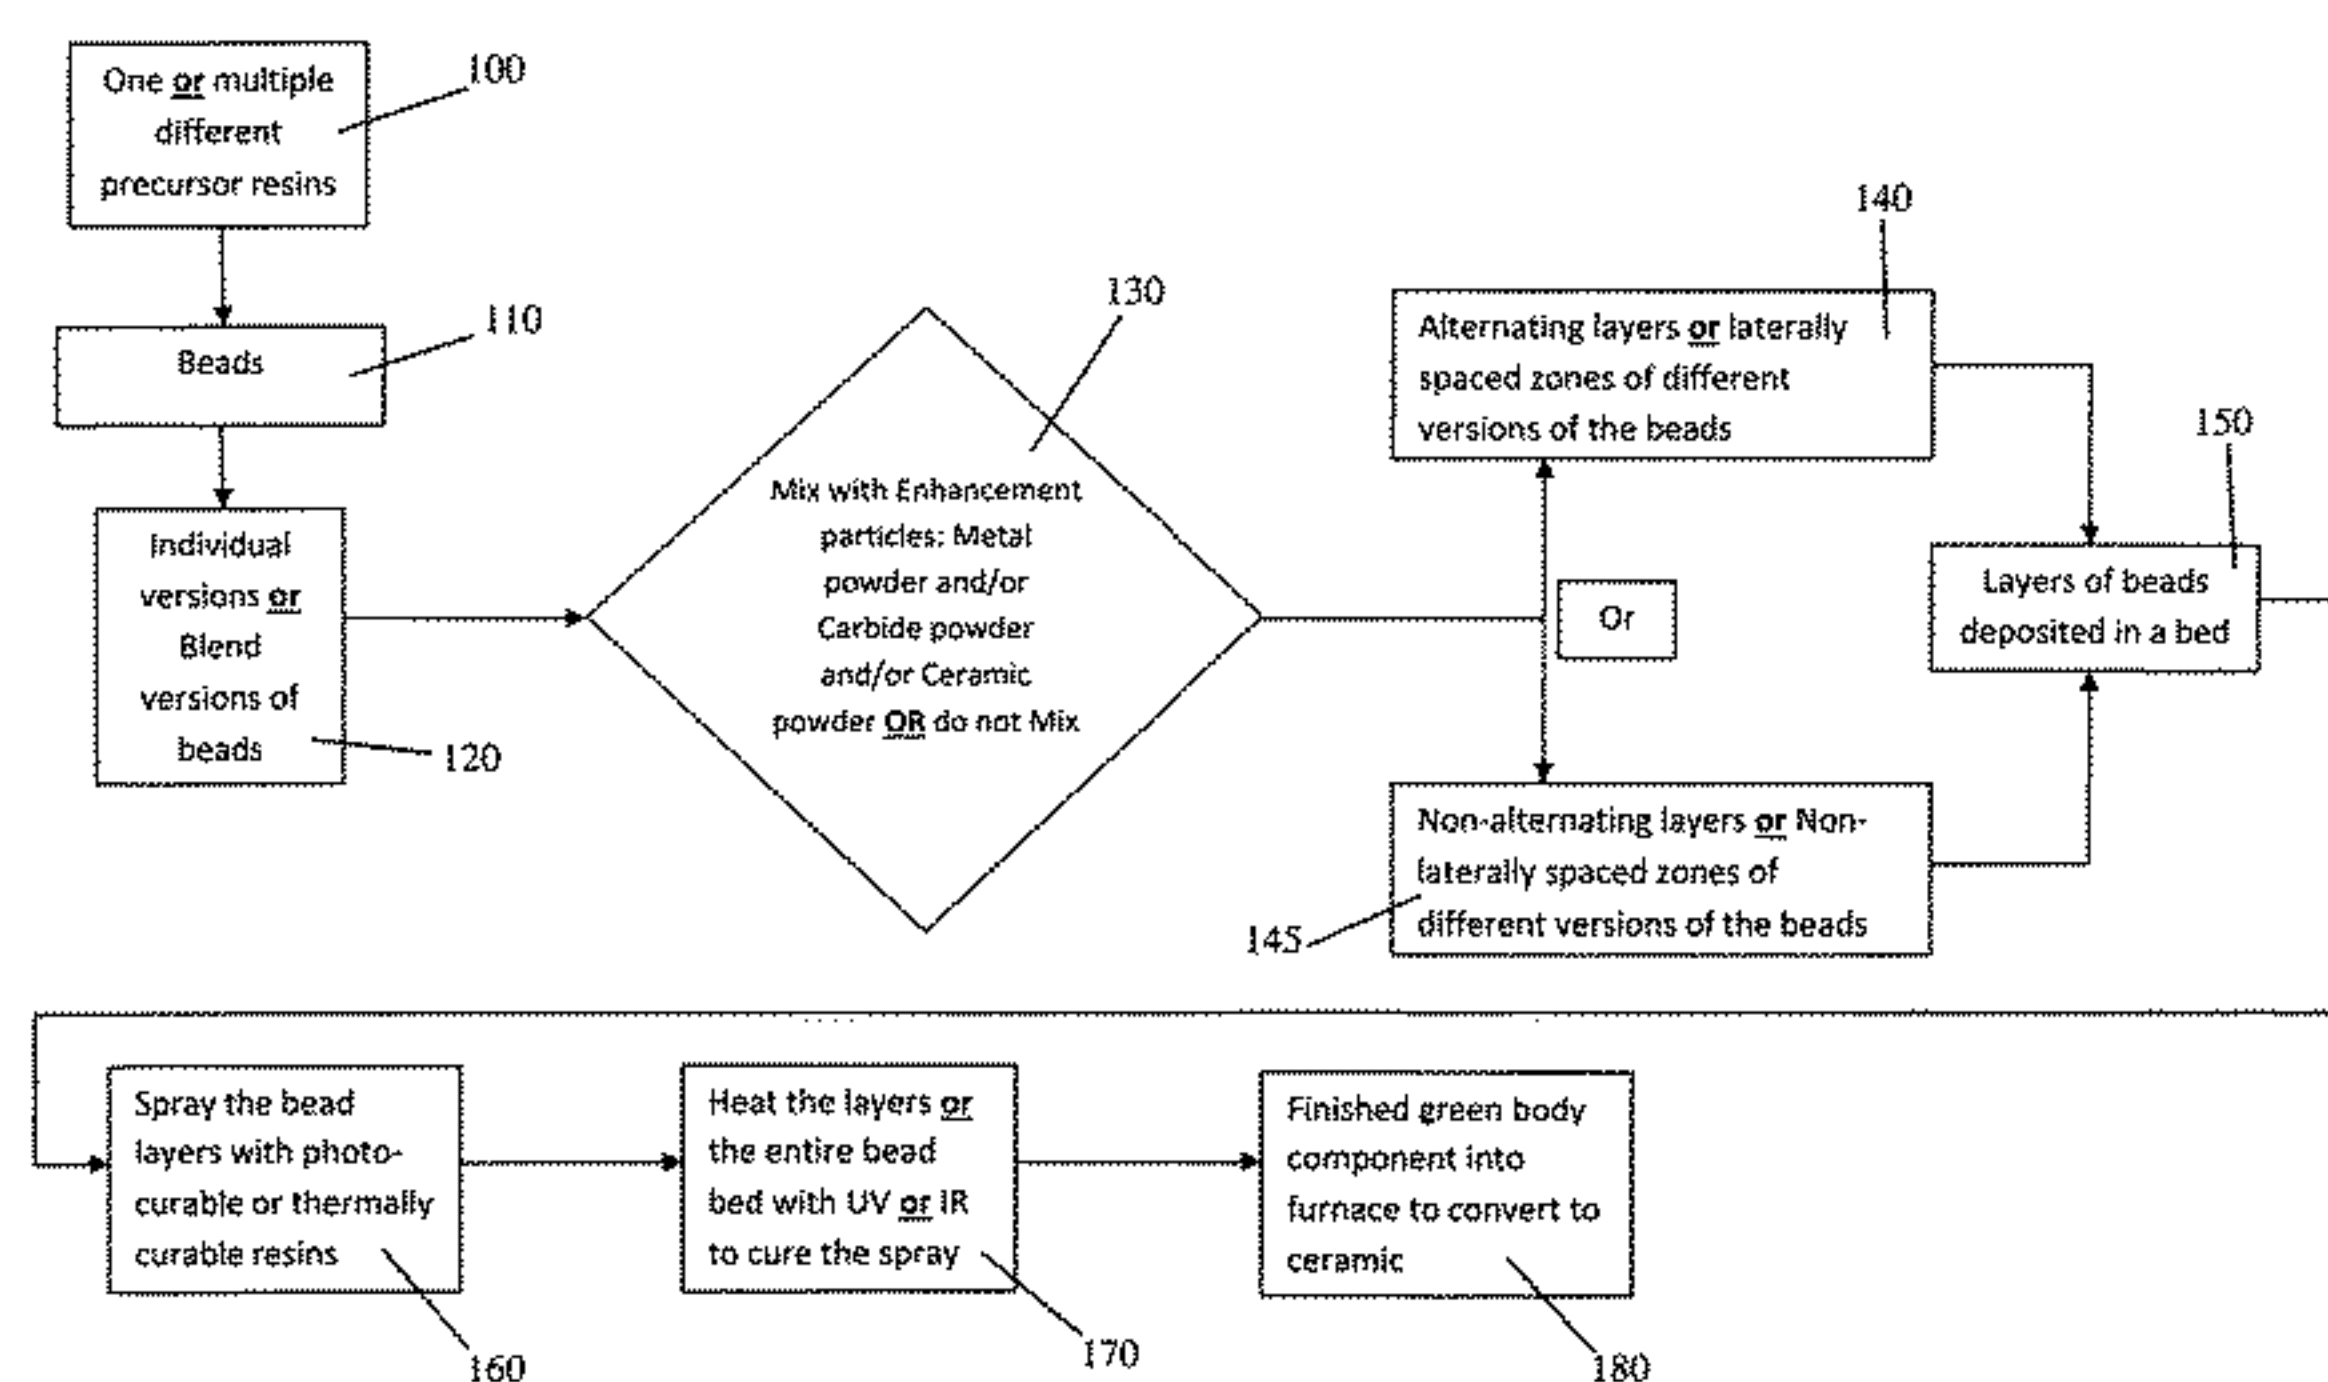 One or multiple
different
precursor resins
100
Beads
110
Individual
versions or
Blend
versions of
beads
120
130
Mix with Enhancement
particles: Metal
powder and/or
Carbide powder
and/or Ceramic
powder OR do not Mix
140
Alternating layers or laterally
spaced zones of different
versions of the beads
Or
Non-alternating layers or Non-
laterally spaced zones of
different versions of the beads
145
150
Layers of beads
deposited in a bed
Spray the bead
layers with photo-
curable or thermally
curable resins
160
Heat the layers or
the entire bead
bed with UV or IR
to cure the spray
170
Finished green body
component into
furnace to convert to
ceramic
180